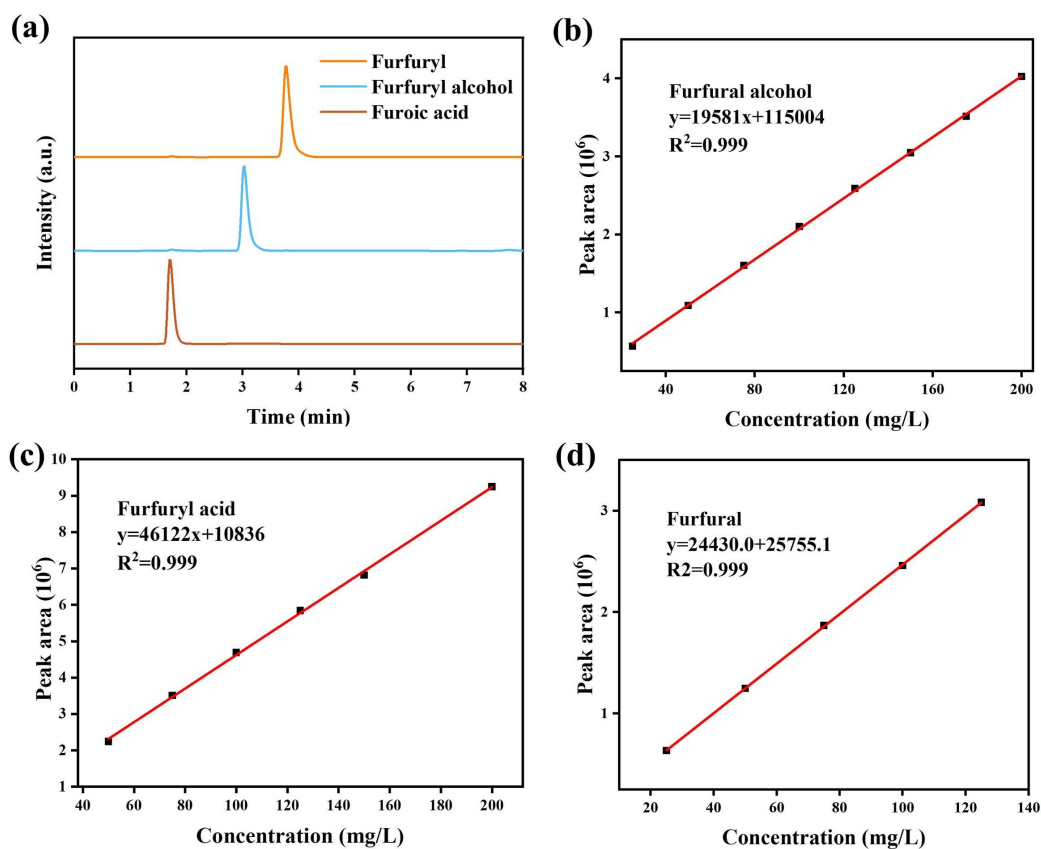 (a)
Furfuryl
Furfuryl alcohol
Furoic acid
Intensity (a.u.)
0 1 2 3 4 5 6 7 8
Time (min)
(b)
Furfural alcohol
y=19581x+115004
R²=0.999
Peak area (10⁶)
4
3
2
1
40 80 120 160 200
Concentration (mg/L)
(c)
Furfuryl acid
y=46122x+10836
R²=0.999
Peak area (10⁶)
10
9
8
7
6
5
4
3
2
1
40 60 80 100 120 140 160 180 200
Concentration (mg/L)
(d)
Furfural
y=24430.0+25755.1
R2=0.999
Peak area (10⁶)
3
2
1
20 40 60 80 100 120 140
Concentration (mg/L)